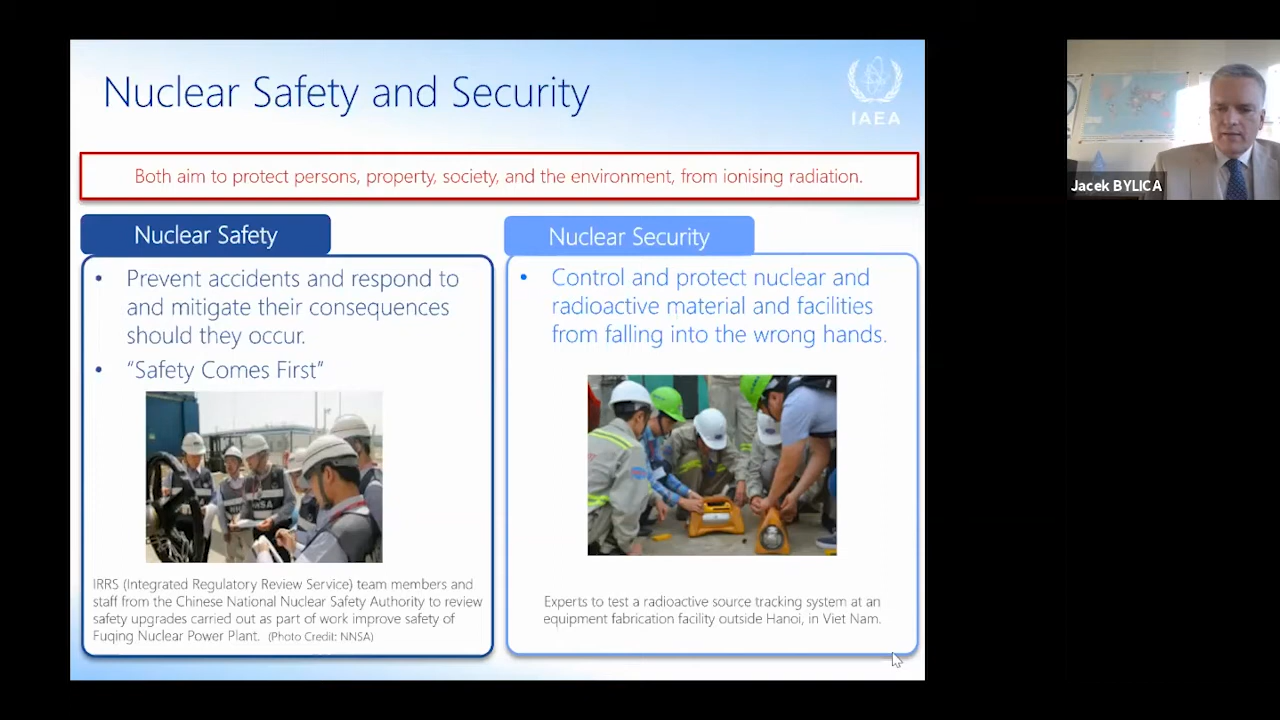 Nuclear Safety and Security
IAEA
Both aim to protect persons, property, society, and the environment, from ionising radiation.
Nuclear Safety
• Prevent accidents and respond to
and mitigate their consequences
should they occur.
• “Safety Comes First”
IRRS (Integrated Regulatory Review Service) team members and
staff from the Chinese National Nuclear Safety Authority to review
safety upgrades carried out as part of work improve safety of
Fuqing Nuclear Power Plant. (Photo Credit: NNSA)
Nuclear Security
• Control and protect nuclear and
radioactive material and facilities
from falling into the wrong hands.
Experts to test a radioactive source tracking system at an
equipment fabrication facility outside Hanoi, in Viet Nam.
Jacek BYLICA